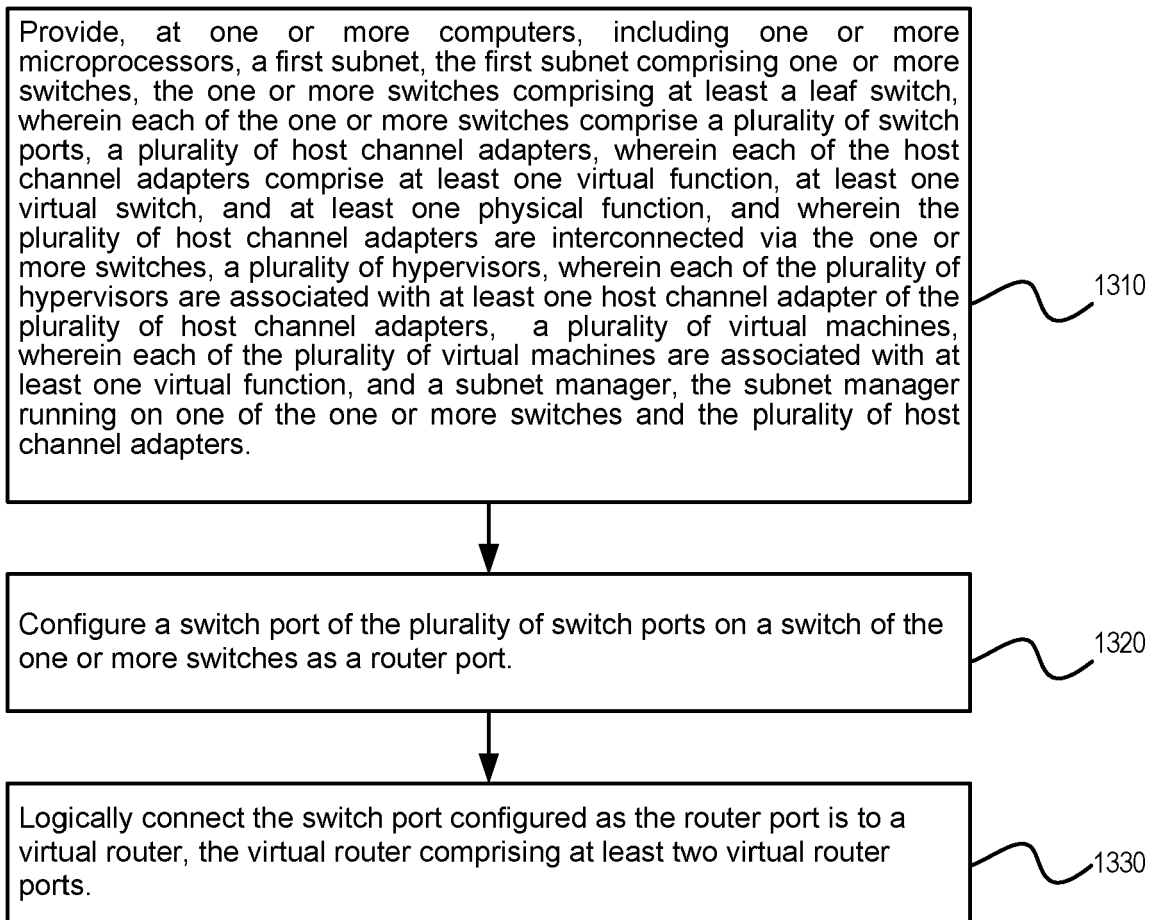 Provide, at one or more computers, including one or more
microprocessors, a first subnet, the first subnet comprising one or more
switches, the one or more switches comprising at least a leaf switch,
wherein each of the one or more switches comprise a plurality of switch
ports, a plurality of host channel adapters, wherein each of the host
channel adapters comprise at least one virtual function, at least one
virtual switch, and at least one physical function, and wherein the
plurality of host channel adapters are interconnected via the one or
more switches, a plurality of hypervisors, wherein each of the plurality of
hypervisors are associated with at least one host channel adapter of the
plurality of host channel adapters, a plurality of virtual machines,
wherein each of the plurality of virtual machines are associated with at
least one virtual function, and a subnet manager, the subnet manager
running on one of the one or more switches and the plurality of host
channel adapters.
1310
Configure a switch port of the plurality of switch ports on a switch of the
one or more switches as a router port.
1320
Logically connect the switch port configured as the router port is to a
virtual router, the virtual router comprising at least two virtual router
ports.
1330